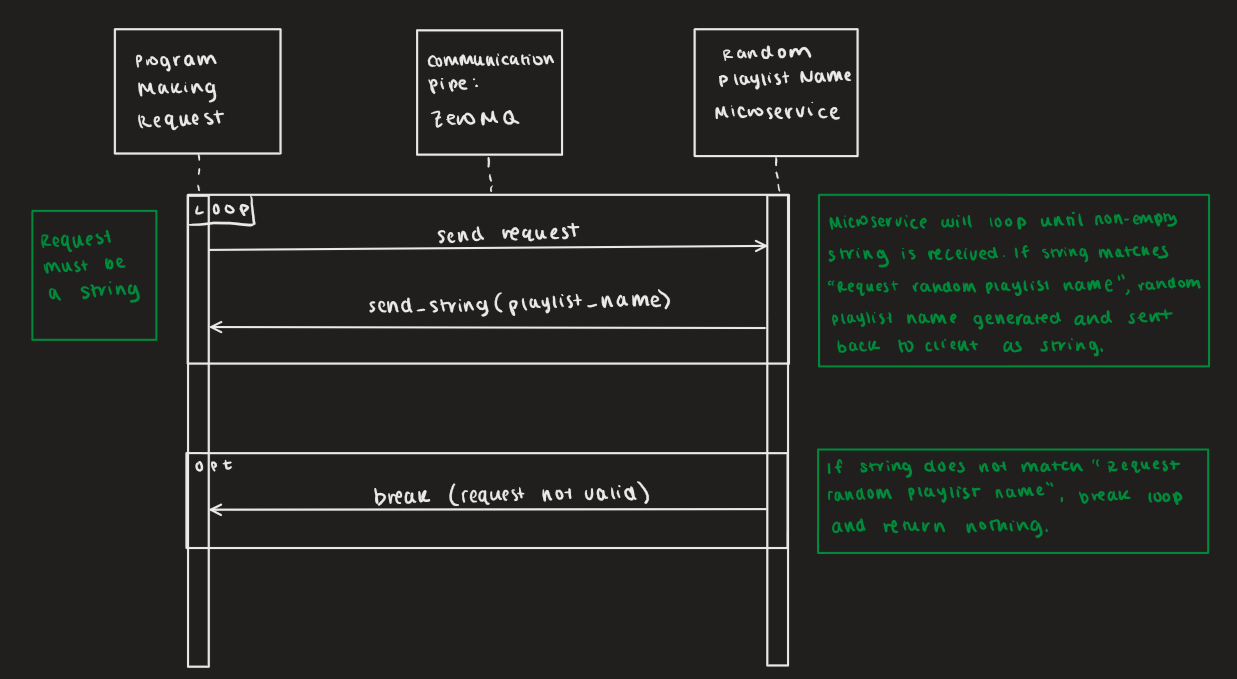 Program
Making
Request
Communication
pipe:
ZeroMQ
Random
Playlist Name
Microservice
Loop
send request
send_string(playlist_name)
Request
must be
a string
Microservice will loop until non-empty
string is received. If string matches
"Request random playlist name", random
playlist name generated and sent
back to client as string.
opt
break (request not valid)
If string does not match "Request
random playlist name", break loop
and return nothing.